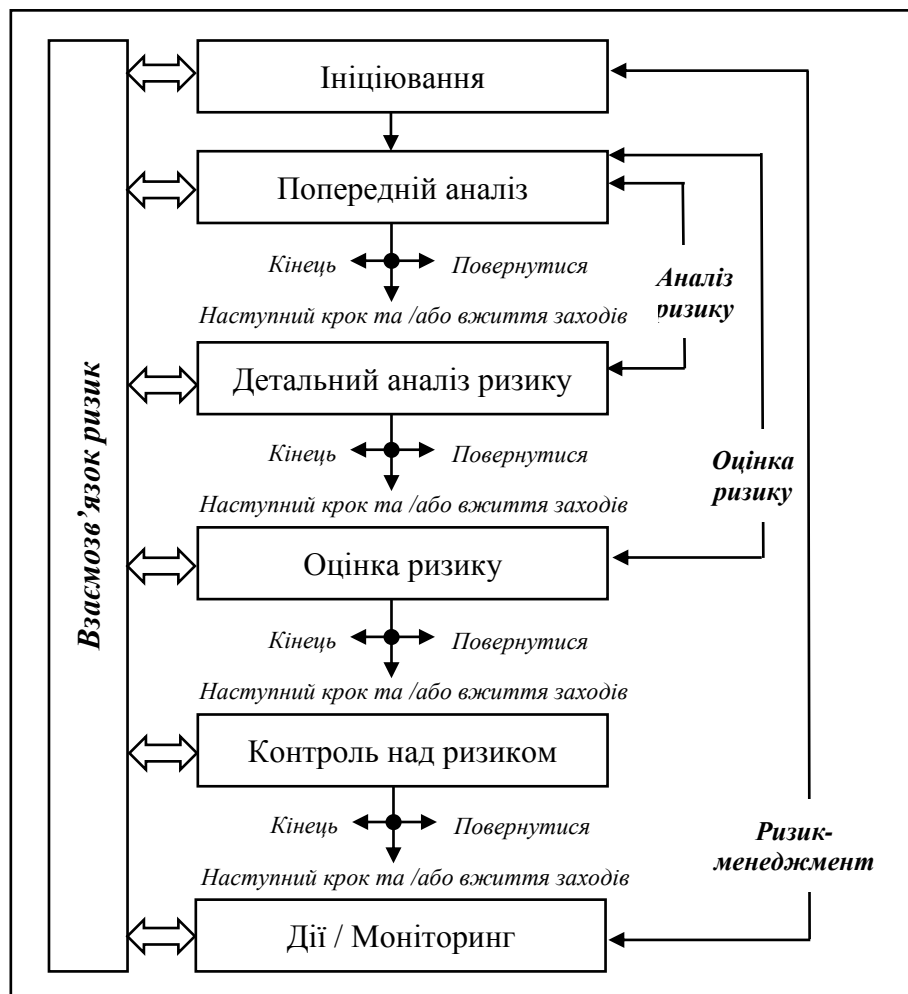 Взаємозв’язок ризик
Ініціювання
Попередній аналіз
Кінець
Повернутися
Наступний крок та /або вжиття заходів
Аналіз
ризику
Детальний аналіз ризику
Кінець
Повернутися
Наступний крок та /або вжиття заходів
Оцінка
ризику
Оцінка ризику
Кінець
Повернутися
Наступний крок та /або вжиття заходів
Контроль над ризиком
Кінець
Повернутися
Ризик-
менеджмент
Наступний крок та /або вжиття заходів
Дії / Моніторинг